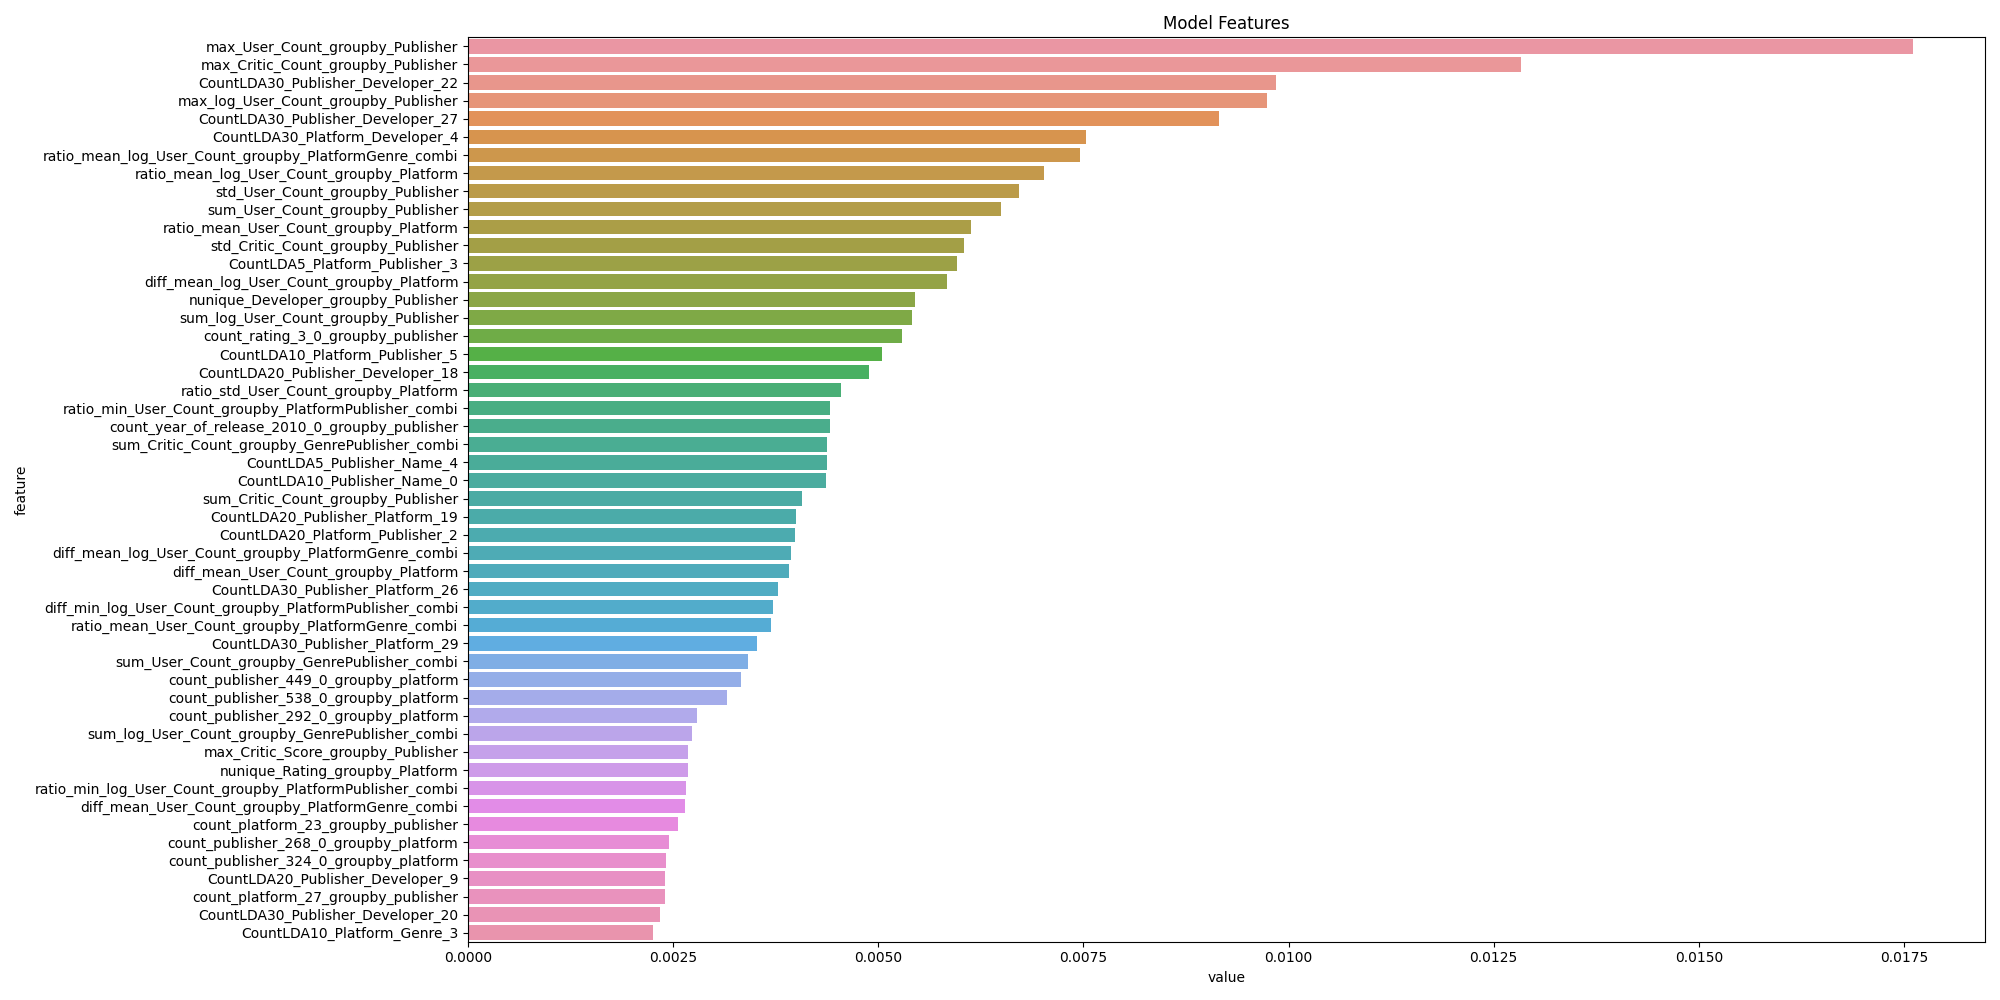 Model Features
feature
max_User_Count_groupby_Publisher
max_Critic_Count_groupby_Publisher
CountLDA30_Publisher_Developer_22
max_log_User_Count_groupby_Publisher
CountLDA30_Publisher_Developer_27
CountLDA30_Platform_Developer_4
ratio_mean_log_User_Count_groupby_PlatformGenre_combi
ratio_mean_log_User_Count_groupby_Platform
std_User_Count_groupby_Publisher
sum_User_Count_groupby_Publisher
ratio_mean_User_Count_groupby_Platform
std_Critic_Count_groupby_Publisher
CountLDA5_Platform_Publisher_3
diff_mean_log_User_Count_groupby_Platform
nunique_Developer_groupby_Publisher
sum_log_User_Count_groupby_Publisher
count_rating_3_0_groupby_publisher
CountLDA10_Platform_Publisher_5
CountLDA20_Publisher_Developer_18
ratio_std_User_Count_groupby_Platform
ratio_min_User_Count_groupby_PlatformPublisher_combi
count_year_of_release_2010_0_groupby_publisher
sum_Critic_Count_groupby_GenrePublisher_combi
CountLDA5_Publisher_Name_4
CountLDA10_Publisher_Name_0
sum_Critic_Count_groupby_Publisher
CountLDA20_Publisher_Platform_19
CountLDA20_Platform_Publisher_2
diff_mean_log_User_Count_groupby_PlatformGenre_combi
diff_mean_User_Count_groupby_Platform
CountLDA30_Publisher_Platform_26
diff_min_log_User_Count_groupby_PlatformPublisher_combi
ratio_mean_User_Count_groupby_PlatformGenre_combi
CountLDA30_Publisher_Platform_29
sum_User_Count_groupby_GenrePublisher_combi
count_publisher_449_0_groupby_platform
count_publisher_538_0_groupby_platform
count_publisher_292_0_groupby_platform
sum_log_User_Count_groupby_GenrePublisher_combi
max_Critic_Score_groupby_Publisher
nunique_Rating_groupby_Platform
ratio_min_log_User_Count_groupby_PlatformPublisher_combi
diff_mean_User_Count_groupby_PlatformGenre_combi
count_platform_23_groupby_publisher
count_publisher_268_0_groupby_platform
count_publisher_324_0_groupby_platform
CountLDA20_Publisher_Developer_9
count_platform_27_groupby_publisher
CountLDA30_Publisher_Developer_20
CountLDA10_Platform_Genre_3
0.0000 0.0025 0.0050 0.0075 0.0100 0.0125 0.0150 0.0175
value